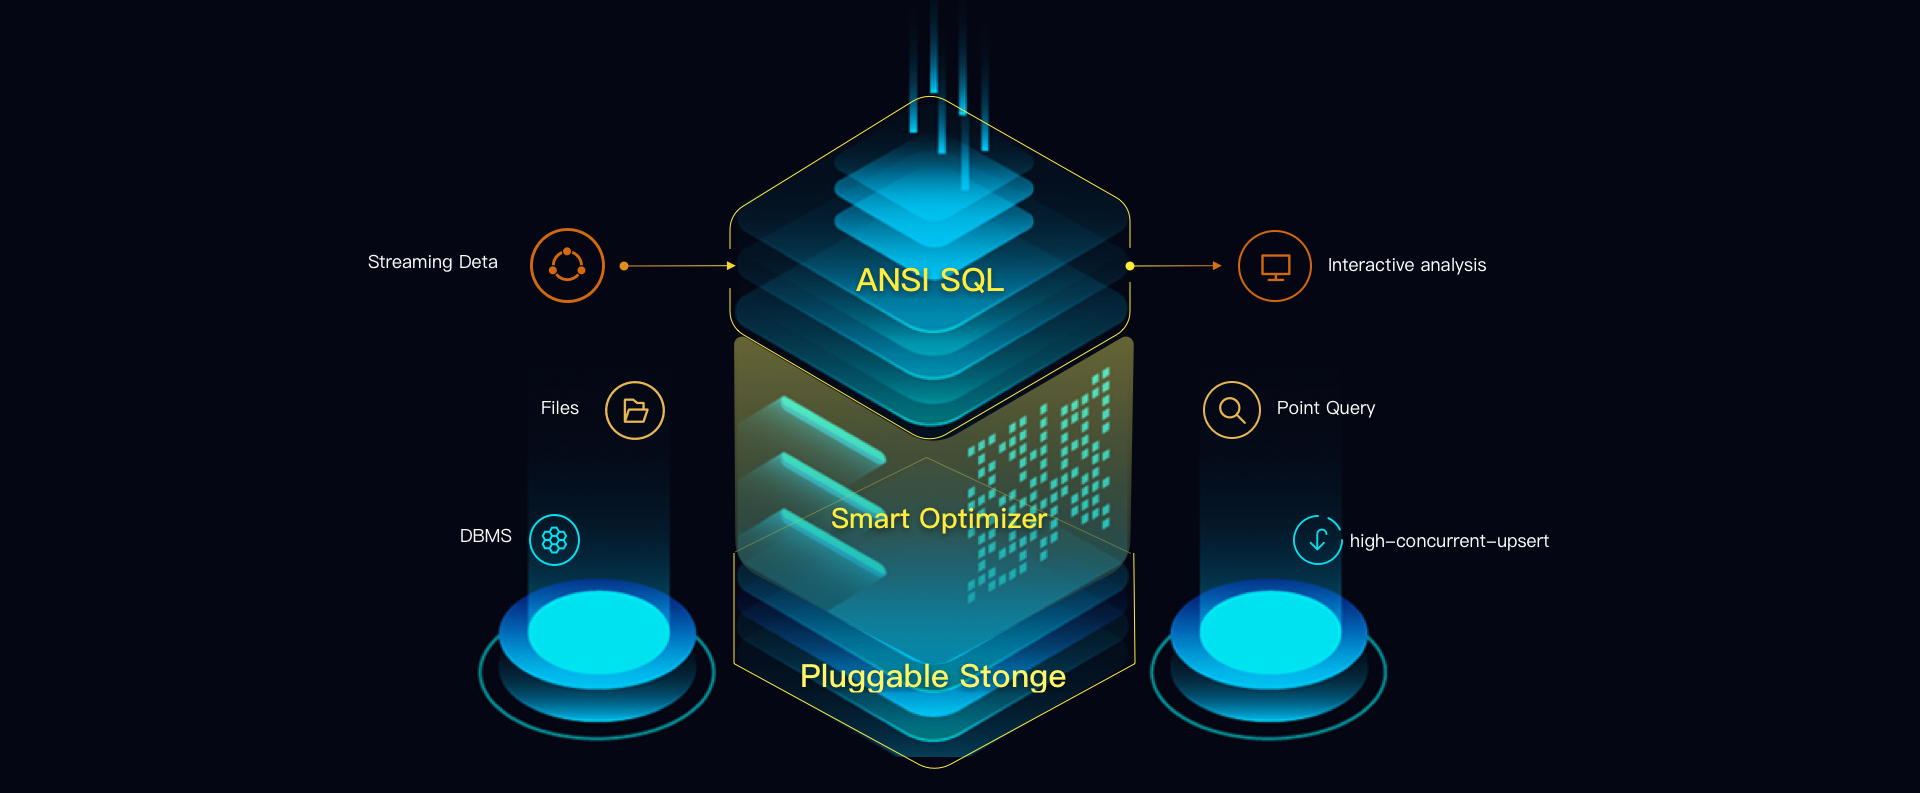 ANSI SQL
Streaming Deta
Interactive analysis
Files
Point Query
Smart Optimizer
DBMS
high-concurrent-upsert
Pluggable Stonge